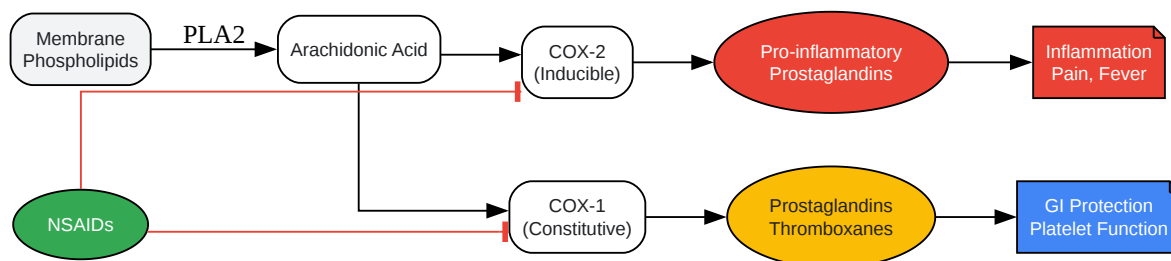 Membrane
Phospholipids
PLA2
Arachidonic Acid
COX-2
(Inducible)
Pro-inflammatory
Prostaglandins
Inflammation
Pain, Fever
NSAIDs
COX-1
(Constitutive)
Prostaglandins
Thromboxanes
GI Protection
Platelet Function